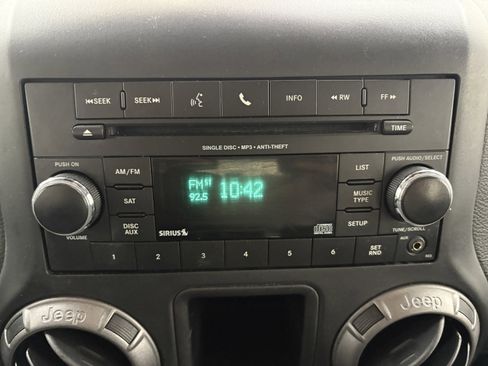 ⏮SEEK SEEK⏭ INFO ◀◀ RW FF ▶▶
TIME
SINGLE DISC • MP3 • ANTI-THEFT
PUSH ON PUSH AUDIO/SELECT
AM/FM LIST
SAT MUSIC TYPE
DISC AUX SETUP
FM ST 10:42
92.5
SIRIUS
VOLUME TUNE/SCROLL
1 2 3 4 5 6 SET RND AUX
Jeep Jeep